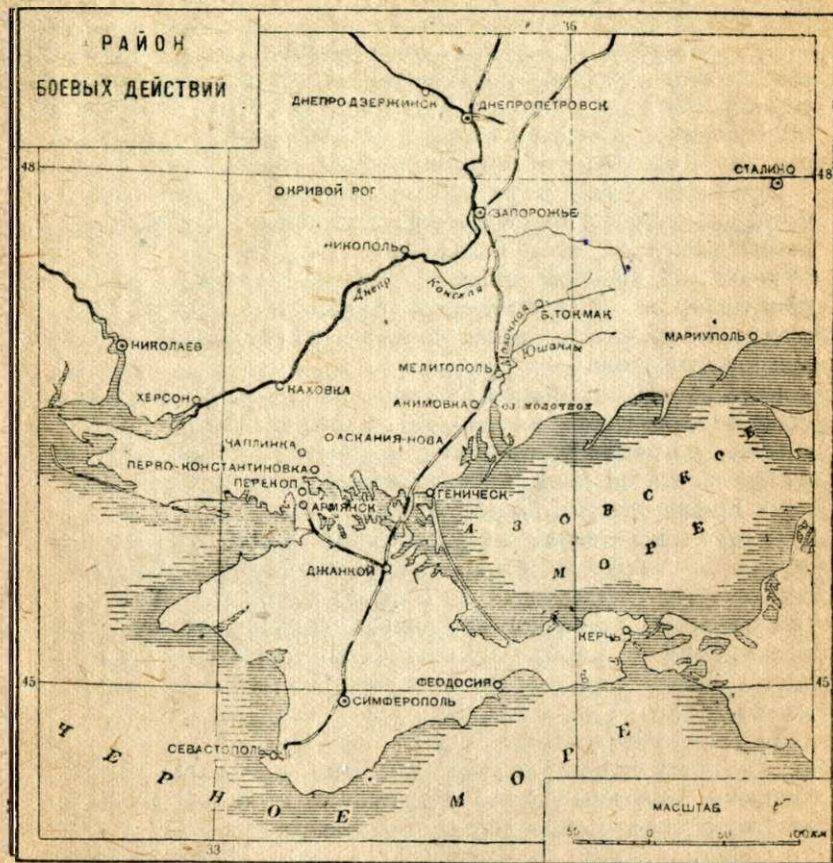 РАЙОН
БОЕВЫХ ДЕЙСТВИЙ
36
ДНЕПРОДЗЕРЖИНСК
ДНЕПРОПЕТРОВСК
48
СТАЛИНО
48
КРИВОЙ РОГ
ЗАПОРОЖЬЕ
НИКОПОЛЬ
Днепр
Конская
Молочная
Б.ТОКМАК
Юшанлы
НИКОЛАЕВ
МАРИУПОЛЬ
МЕЛИТОПОЛЬ
ХЕРСОН
КАХОВКА
АКИМОВКА
оз молочное
ЧАПЛИНКА
АСКАНИЯ-НОВА
ПЕРВО-КОНСТАНТИНОВКА
ПЕРЕКОП
АРМЯНСК
ГЕНИЧЕСК
АЗОВСКОЕ
МОРЕ
ДЖАНКОЙ
КЕРЧЬ
45
ФЕОДОСИЯ
45
СИМФЕРОПОЛЬ
СЕВАСТОПОЛЬ
ЧЕРНОЕ МОРЕ
МАСШТАБ
50 0 50 100 км
33